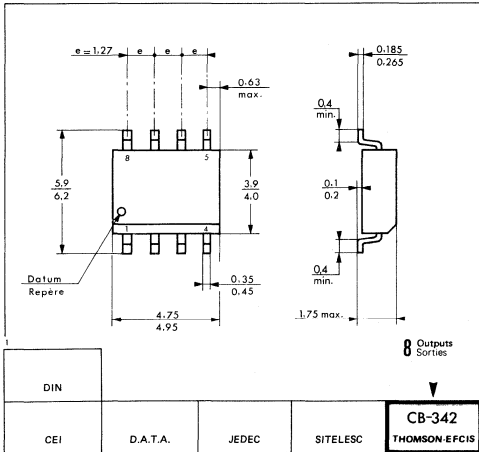 e = 1.27 e e e
0.185
0.265
0.63
max.
0.4
min.
8 5
5.9
6.2
3.9
4.0
0.1
0.2
1 4
Datum
Repère
0.35
0.45
0.4
min.
4.75
4.95
1.75 max.
1
8 Outputs
Sorties
DIN
CEI D.A.T.A. JEDEC SITELESC
CB-342
THOMSON-EFCIS